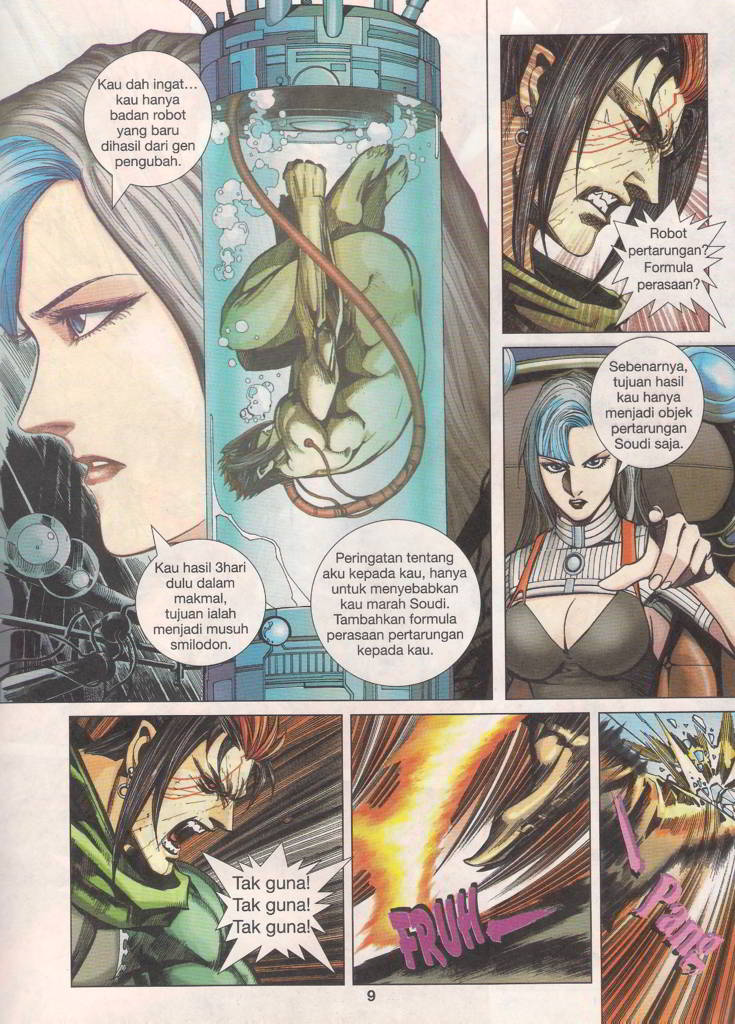 Kau dah ingat...
kau hanya
badan robot
yang baru
dihasil dari gen
pengubah.
Robot
pertarungan?
Formula
perasaan?
Kau hasil 3hari
dulu dalam
makmal,
tujuan ialah
menjadi musuh
smilodon.
Peringatan tentang
aku kepada kau, hanya
untuk menyebabkan
kau marah Soudi.
Tambahkan formula
perasaan pertarungan
kepada kau.
Sebenarnya,
tujuan hasil
kau hanya
menjadi objek
pertarungan
Soudi saja.
Tak guna!
Tak guna!
Tak guna!
FRUH
Pang
9